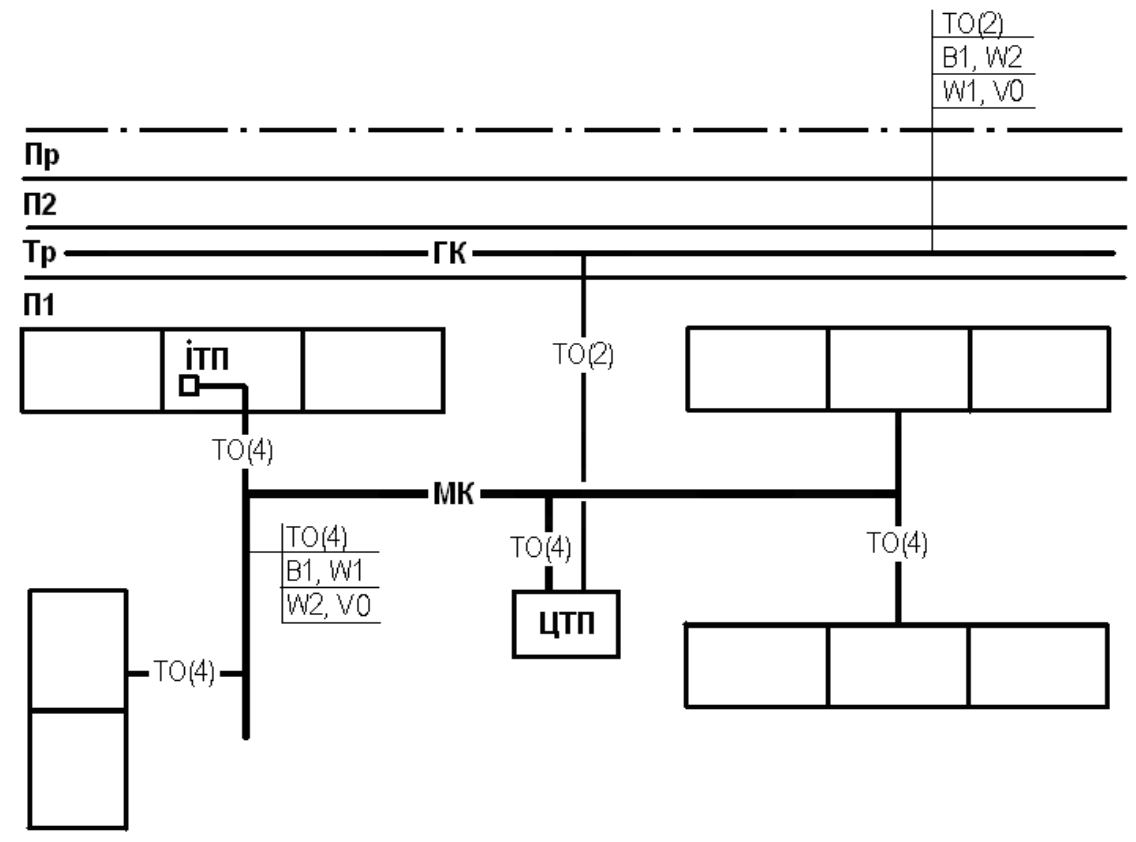 ТО(2)
В1, W2
W1, V0
Пр
П2
Тр
ГК
П1
ітп
ТО(2)
ТО(4)
МК
ТО(4)
В1, W1
W2, V0
ТО(4)
ТО(4)
ЦТП
ТО(4)